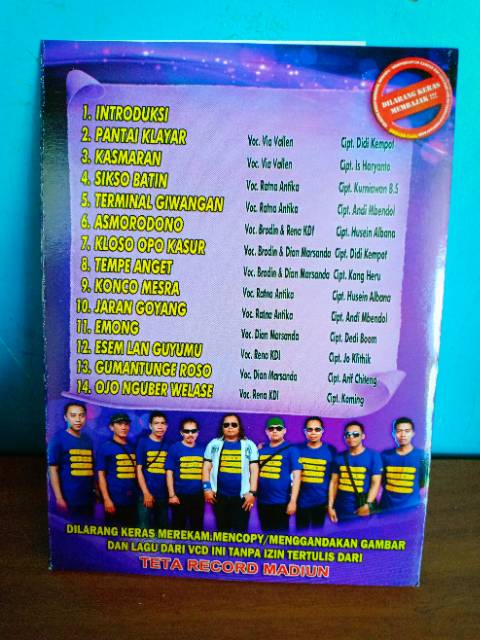 DILARANG KERAS
MEMBAJAK !!!
1. INTRODUKSI
2. PANTAI KLAYAR Voc. Via Vallen Cipt. Didi Kempot
3. KASMARAN Voc. Via Vallen Cipt. Is Haryanto
4. SIKSO BATIN Voc. Ratna Antika Cipt. Kurniawan B.S
5. TERMINAL GIWANGAN Voc. Ratna Antika Cipt. Andi Mbendol
6. ASMORODONO Voc. Brodin & Rena KDI Cipt. Husein Albana
7. KLOSO OPO KASUR Voc. Brodin & Dian Marsanda Cipt. Didi Kempot
8. TEMPE ANGET Voc. Brodin & Dian Marsanda Cipt. Kang Heru
9. KONCO MESRA Voc. Ratna Antika Cipt. Husein Albana
10. JARAN GOYANG Voc. Ratna Antika Cipt. Andi Mbendol
11. EMONG Voc. Dian Marsanda Cipt. Dedi Boom
12. ESEM LAN GUYUMU Voc. Rena KDI Cipt. Jo Klithik
13. GUMANTUNGE ROSO Voc. Dian Marsanda Cipt. Arif Chiteng
14. OJO NGUBER WELASE Voc. Rena KDI Cipt. Koming
DILARANG KERAS MEREKAM.MENCOPY/MENGGANDAKAN GAMBAR
DAN LAGU DARI VCD INI TANPA IZIN TERTULIS DARI
TETA RECORD MADIUN